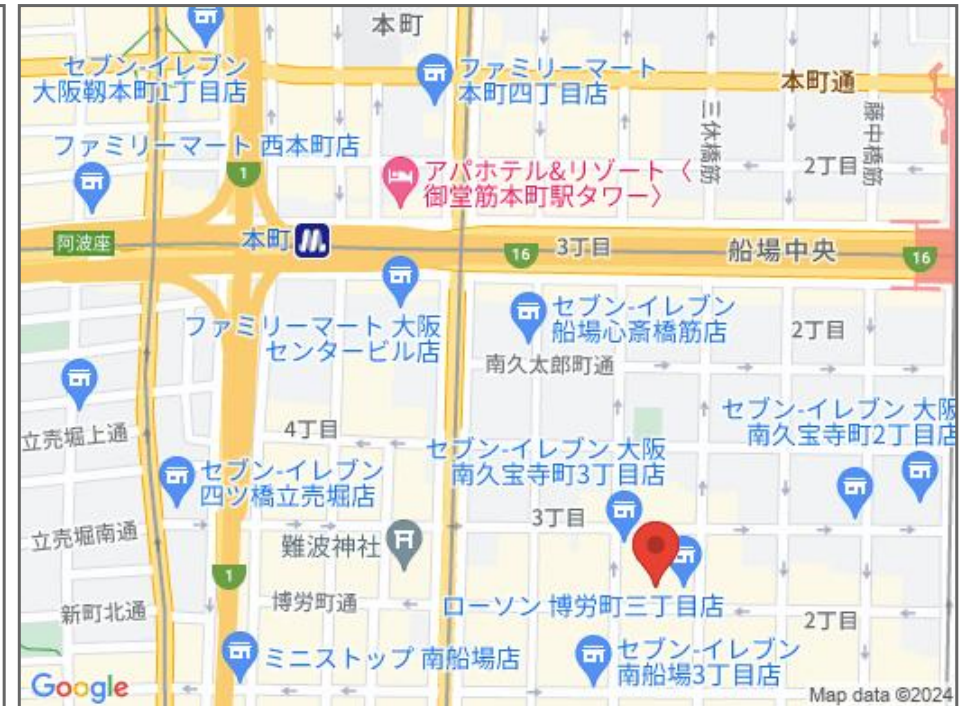 本町
セブン-イレブン
大阪靱本町1丁目店
ファミリーマート
本町四丁目店
本町通
三休橋筋
藤中橋筋
ファミリーマート 西本町店
1
アパホテル&リゾート〈
御堂筋本町駅タワー〉
2丁目
阿波座
本町
16
3丁目
船場中央
16
ファミリーマート 大阪
センタービル店
セブン-イレブン
船場心斎橋筋店
2丁目
南久太郎町通
立売堀上通
4丁目
セブン-イレブン 大阪
南久宝寺町3丁目店
セブン-イレブン 大阪
南久宝寺町2丁目店
セブン-イレブン
四ツ橋立売堀店
立売堀南通
難波神社
3丁目
1
新町北通
博労町通
ローソン 博労町三丁目店
2丁目
ミニストップ 南船場店
セブン-イレブン
南船場3丁目店
Google
Map data ©2024